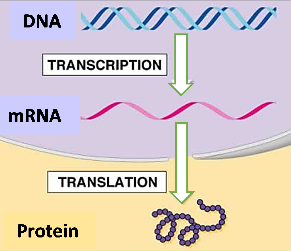 DNA
TRANSCRIPTION
mRNA
TRANSLATION
Protein